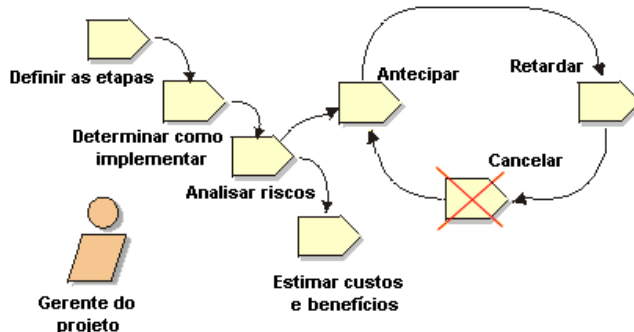 Definir as etapas
Antecipar
Retardar
Determinar como
implementar
Cancelar
Analisar riscos
Estimar custos
e benefícios
Gerente do
projeto